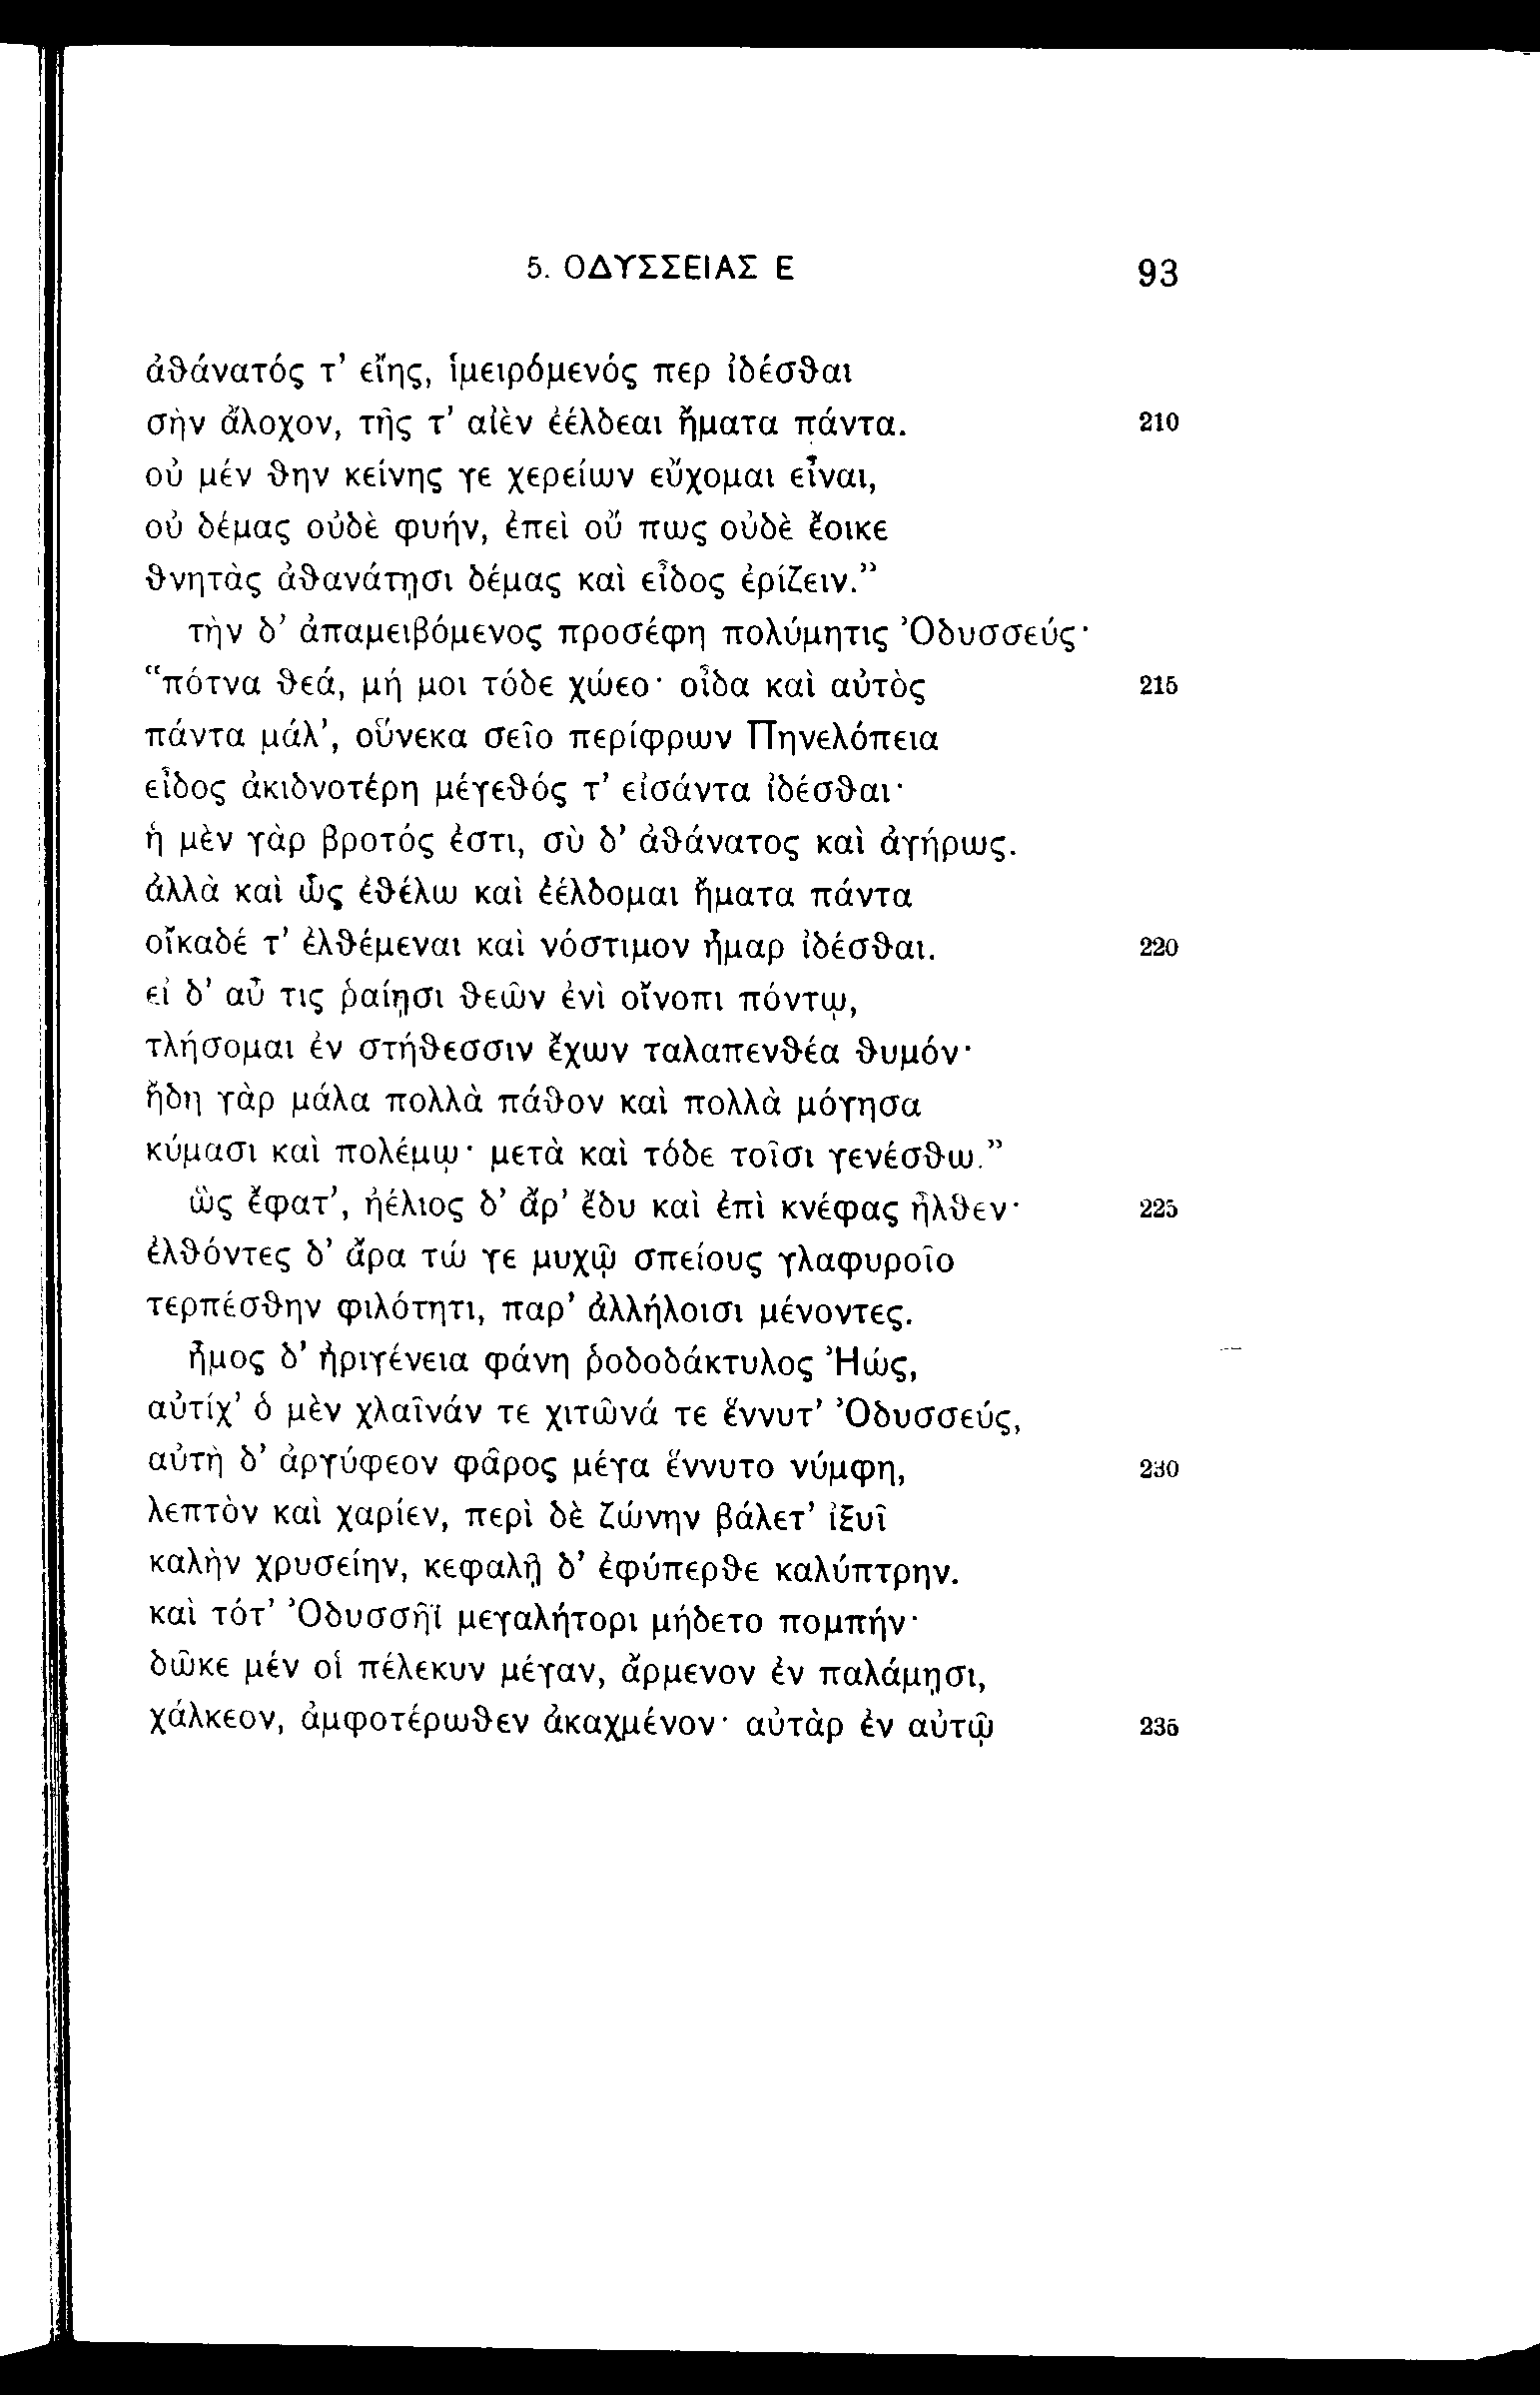 5. ΟΔΥΣΣΕΙΑΣ Ε 93
ἀθάνατός τ’ εἴης, ἱμειρόμενός περ ἰδέσθαι
σὴν ἄλοχον, τῆς τ’ αἰὲν ἐέλδεαι ἤματα πάντα. 210
οὐ μέν θην κείνης γε χερείων εὔχομαι εἶναι,
οὐ δέμας οὐδὲ φυήν, ἐπεὶ οὔ πως οὐδὲ ἔοικε
θνητὰς ἀθανάτῃσι δέμας καὶ εἶδος ἐρίζειν.”
τὴν δ’ ἀπαμειβόμενος προσέφη πολύμητις Ὀδυσσεύς·
“πότνα θεά, μή μοι τόδε χώεο· οἶδα καὶ αὐτὸς 215
πάντα μάλ’, οὕνεκα σεῖο περίφρων Πηνελόπεια
εἶδος ἀκιδνοτέρη μέγεθός τ’ εἰσάντα ἰδέσθαι·
ἡ μὲν γὰρ βροτός ἐστι, σὺ δ’ ἀθάνατος καὶ ἀγήρως.
ἀλλὰ καὶ ὧς ἐθέλω καὶ ἐέλδομαι ἤματα πάντα
οἴκαδέ τ’ ἐλθέμεναι καὶ νόστιμον ἦμαρ ἰδέσθαι. 220
εἰ δ’ αὖ τις ῥαίῃσι θεῶν ἐνὶ οἴνοπι πόντῳ,
τλήσομαι ἐν στήθεσσιν ἔχων ταλαπενθέα θυμόν·
ἤδη γὰρ μάλα πολλὰ πάθον καὶ πολλὰ μόγησα
κύμασι καὶ πολέμῳ· μετὰ καὶ τόδε τοῖσι γενέσθω.”
ὣς ἔφατ’, ἠέλιος δ’ ἄρ’ ἔδυ καὶ ἐπὶ κνέφας ἦλθεν· 225
ἐλθόντες δ’ ἄρα τώ γε μυχῷ σπείους γλαφυροῖο
τερπέσθην φιλότητι, παρ’ ἀλλήλοισι μένοντες.
ἦμος δ’ ἠριγένεια φάνη ῥοδοδάκτυλος Ἠώς,
αὐτίχ’ ὁ μὲν χλαῖνάν τε χιτῶνά τε ἕννυτ’ Ὀδυσσεύς,
αὐτὴ δ’ ἀργύφεον φᾶρος μέγα ἕννυτο νύμφη, 230
λεπτὸν καὶ χαρίεν, περὶ δὲ ζώνην βάλετ’ ἰξυῖ
καλὴν χρυσείην, κεφαλῇ δ’ ἐφύπερθε καλύπτρην.
καὶ τότ’ Ὀδυσσῆϊ μεγαλήτορι μήδετο πομπήν·
δῶκε μέν οἱ πέλεκυν μέγαν, ἄρμενον ἐν παλάμῃσι,
χάλκεον, ἀμφοτέρωθεν ἀκαχμένον· αὐτὰρ ἐν αὐτῷ 235